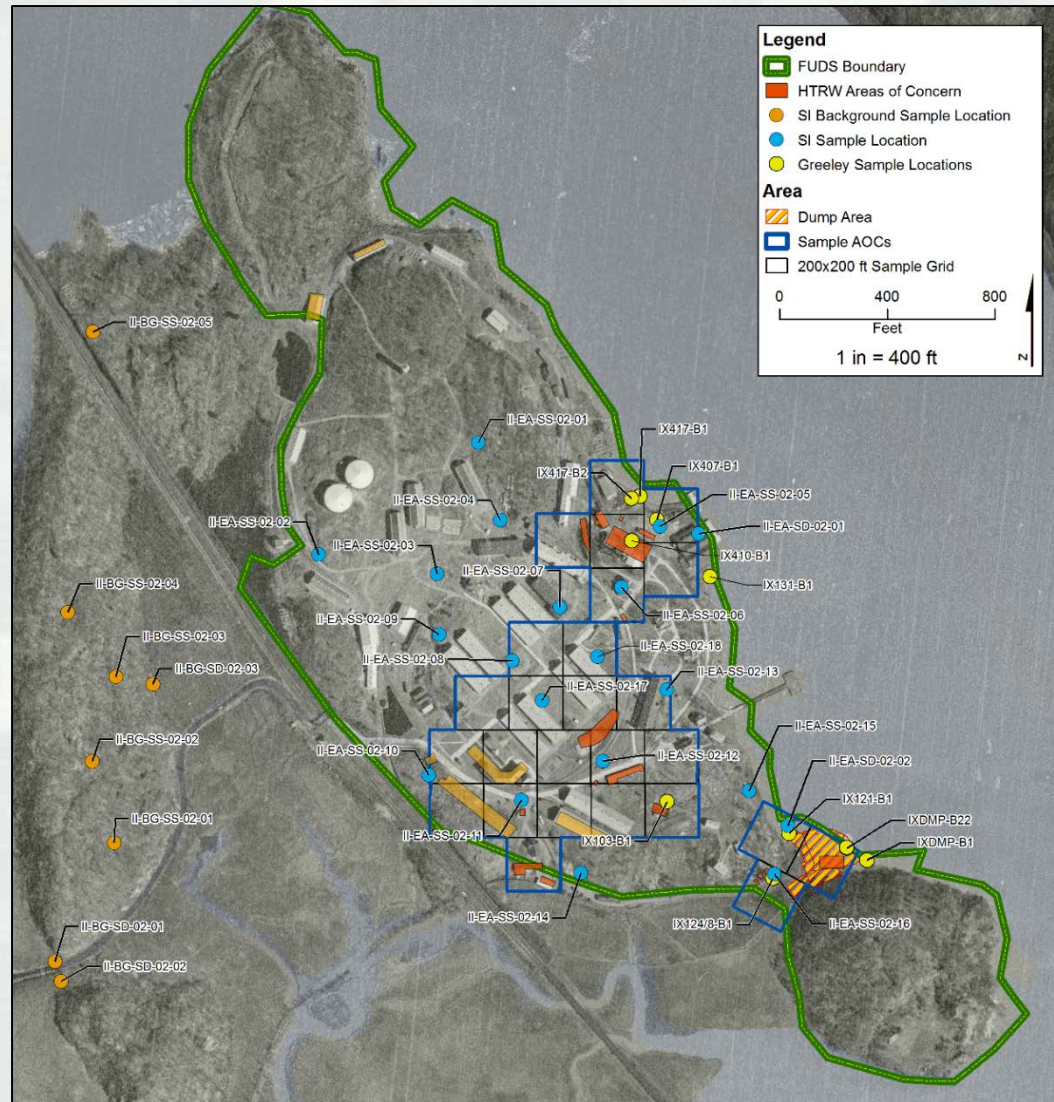 Legend
FUDS Boundary
HTRW Areas of Concern
SI Background Sample Location
SI Sample Location
Greeley Sample Locations
Area
Dump Area
Sample AOCs
200x200 ft Sample Grid
0 400 800
Feet
1 in = 400 ft
N
II-BG-SS-02-05
II-EA-SS-02-01
IX417-B1
IX417-B2
IX407-B1
II-EA-SS-02-04
II-EA-SS-02-05
II-EA-SS-02-02
II-EA-SD-02-01
II-EA-SS-02-03
IX410-B1
II-EA-SS-02-07
IX131-B1
II-BG-SS-02-04
II-EA-SS-02-06
II-EA-SS-02-09
II-BG-SS-02-03
II-EA-SS-02-18
II-EA-SS-02-08
II-BG-SD-02-03
II-EA-SS-02-13
II-EA-SS-02-17
II-EA-SS-02-15
II-BG-SS-02-02
II-EA-SS-02-10
II-EA-SS-02-12
II-EA-SD-02-02
IX121-B1
II-BG-SS-02-01
II-EA-SS-02-11
IX103-B1
IXDMP-B22
IXDMP-B1
II-EA-SS-02-14
IX124/8-B1
II-EA-SS-02-16
II-BG-SD-02-01
II-BG-SD-02-02